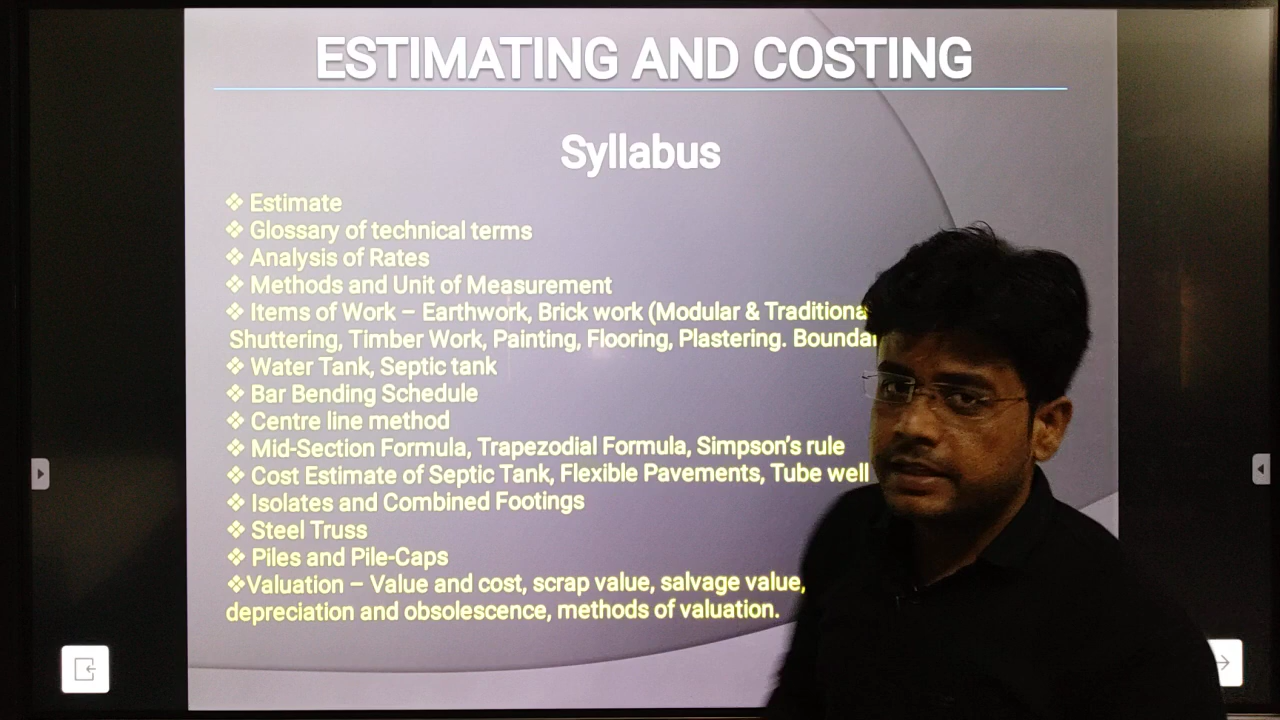 ESTIMATING AND COSTING
Syllabus
❖ Estimate
❖ Glossary of technical terms
❖ Analysis of Rates
❖ Methods and Unit of Measurement
❖ Items of Work – Earthwork, Brick work (Modular &
Shuttering, Timber Work, Painting, Flooring, Plastering.
❖ Water Tank, Septic tank
❖ Bar Bending Schedule
❖ Centre line method
❖ Mid-Section Formula, Trapezodial Formula, Simpson's rule
❖ Cost Estimate of Septic Tank, Flexible Pavements, Tube well
❖ Isolates and Combined Footings
❖ Steel Truss
❖ Piles and Pile-Caps
❖Valuation – Value and cost, scrap value, salvage value,
depreciation and obsolescence, methods of valuation.